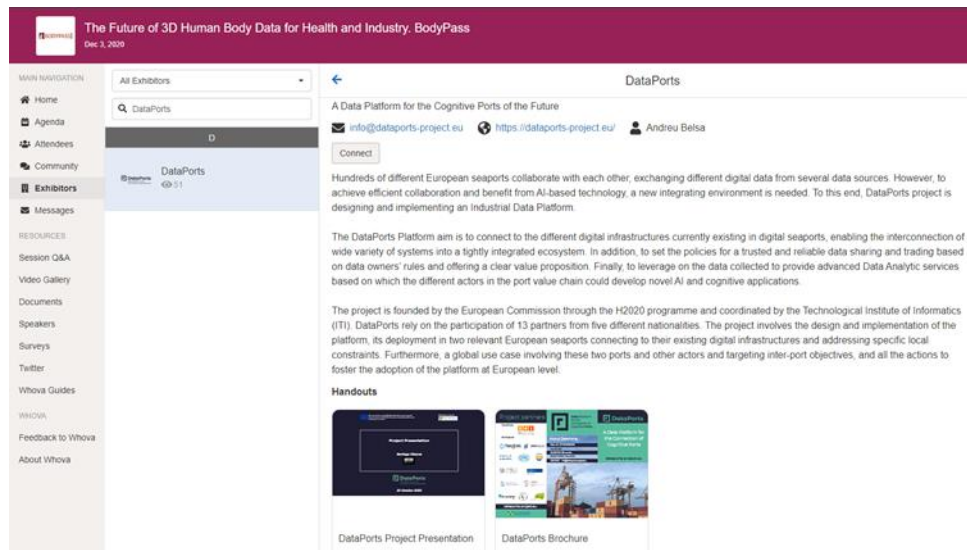 BODYPASS
The Future of 3D Human Body Data for Health and Industry. BodyPass
Dec 3, 2020
MAIN NAVIGATION
Home
Agenda
Attendees
Community
Exhibitors
Messages
RESOURCES
Session Q&A
Video Gallery
Documents
Speakers
Surveys
Twitter
Whova Guides
WHOVA
Feedback to Whova
About Whova
All Exhibitors
DataPorts
D
DataPorts
DataPorts
51
DataPorts
A Data Platform for the Cognitive Ports of the Future
info@dataports-project.eu https://dataports-project.eu/ Andreu Belsa
Connect
Hundreds of different European seaports collaborate with each other, exchanging different digital data from several data sources. However, to
achieve efficient collaboration and benefit from AI-based technology, a new integrating environment is needed. To this end, DataPorts project is
designing and implementing an Industrial Data Platform.
The DataPorts Platform aim is to connect to the different digital infrastructures currently existing in digital seaports, enabling the interconnection of
wide variety of systems into a tightly integrated ecosystem. In addition, to set the policies for a trusted and reliable data sharing and trading based
on data owners' rules and offering a clear value proposition. Finally, to leverage on the data collected to provide advanced Data Analytic services
based on which the different actors in the port value chain could develop novel AI and cognitive applications.
The project is founded by the European Commission through the H2020 programme and coordinated by the Technological Institute of Informatics
(ITI). DataPorts rely on the participation of 13 partners from five different nationalities. The project involves the design and implementation of the
platform, its deployment in two relevant European seaports connecting to their existing digital infrastructures and addressing specific local
constraints. Furthermore, a global use case involving these two ports and other actors and targeting inter-port objectives, and all the actions to
foster the adoption of the platform at European level.
Handouts
Project Presentation
DataPorts
Project partners
DataPorts
A Data Platform for
the Connection of
Cognitive Ports
DataPorts Project Presentation
DataPorts Brochure